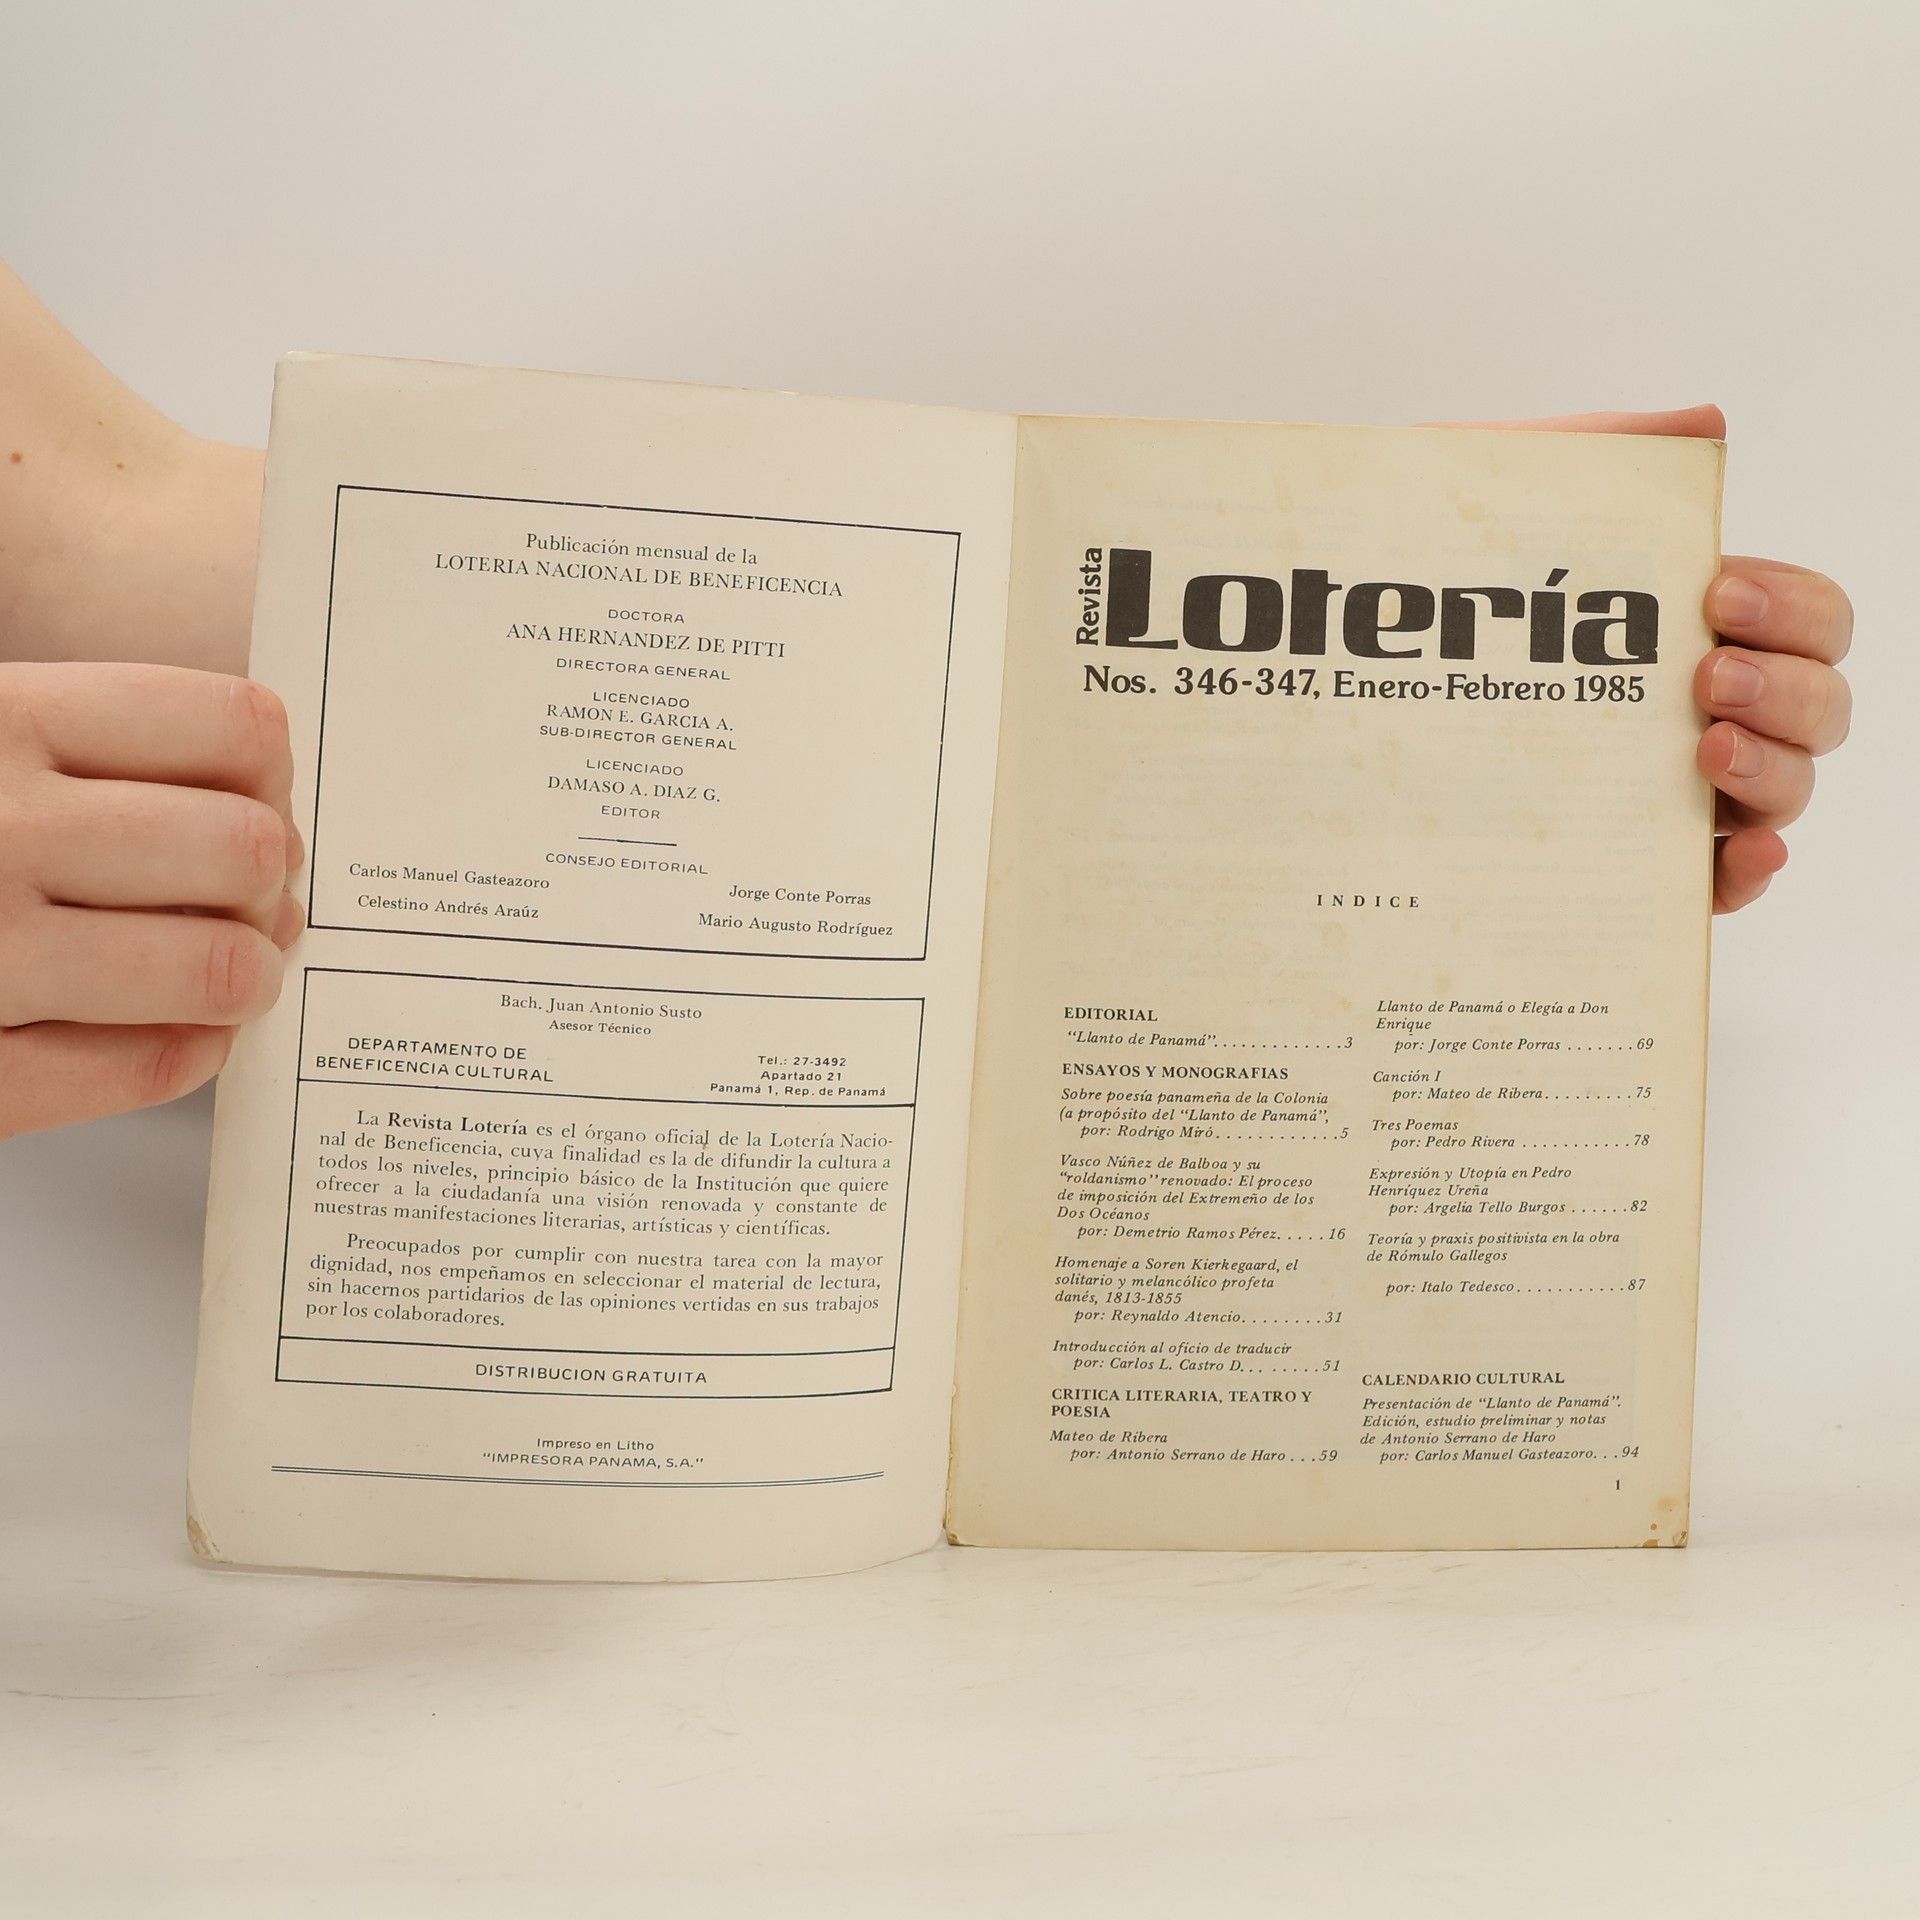 Publicación mensual de la
LOTERIA NACIONAL DE BENEFICENCIA
DOCTORA
ANA HERNANDEZ DE PITTI
DIRECTORA GENERAL
LICENCIADO
RAMON E. GARCIA A.
SUB-DIRECTOR GENERAL
LICENCIADO
DAMASO A. DIAZ G.
EDITOR
CONSEJO EDITORIAL
Carlos Manuel Gasteazoro
Jorge Conte Porras
Celestino Andrés Araúz
Mario Augusto Rodríguez
Bach. Juan Antonio Susto
Asesor Técnico
DEPARTAMENTO DE
BENEFICENCIA CULTURAL
Tel.: 27-3492
Apartado 21
Panamá 1, Rep. de Panamá
La Revista Lotería es el órgano oficial de la Lotería Nacio-
nal de Beneficencia, cuya finalidad es la de difundir la cultura a
todos los niveles, principio básico de la Institución que quiere
ofrecer a la ciudadanía una visión renovada y constante de
nuestras manifestaciones literarias, artísticas y científicas.
Preocupados por cumplir con nuestra tarea con la mayor
dignidad, nos empeñamos en seleccionar el material de lectura,
sin hacernos partidarios de las opiniones vertidas en sus trabajos
por los colaboradores.
DISTRIBUCION GRATUITA
Impreso en Litho
"IMPRESORA PANAMA, S.A."
Revista
Lotería
Nos. 346-347, Enero-Febrero 1985
INDICE
EDITORIAL
"Llanto de Panamá".............3
ENSAYOS Y MONOGRAFIAS
Sobre poesía panameña de la Colonia
(a propósito del "Llanto de Panamá",
por: Rodrigo Miró............5
Vasco Núñez de Balboa y su
"roldanismo" renovado: El proceso
de imposición del Extremeño de los
Dos Océanos
por: Demetrio Ramos Pérez.....16
Homenaje a Soren Kierkegaard, el
solitario y melancólico profeta
danés, 1813-1855
por: Reynaldo Atencio........31
Introducción al oficio de traducir
por: Carlos L. Castro D........51
CRITICA LITERARIA, TEATRO Y
POESIA
Mateo de Ribera
por: Antonio Serrano de Haro...59
Llanto de Panamá o Elegía a Don
Enrique
por: Jorge Conte Porras.......69
Canción I
por: Mateo de Ribera.........75
Tres Poemas
por: Pedro Rivera...........78
Expresión y Utopía en Pedro
Henríquez Ureña
por: Argelia Tello Burgos......82
Teoría y praxis positivista en la obra
de Rómulo Gallegos
por: Italo Tedesco...........87
CALENDARIO CULTURAL
Presentación de "Llanto de Panamá".
Edición, estudio preliminar y notas
de Antonio Serrano de Haro
por: Carlos Manuel Gasteazoro...94
1